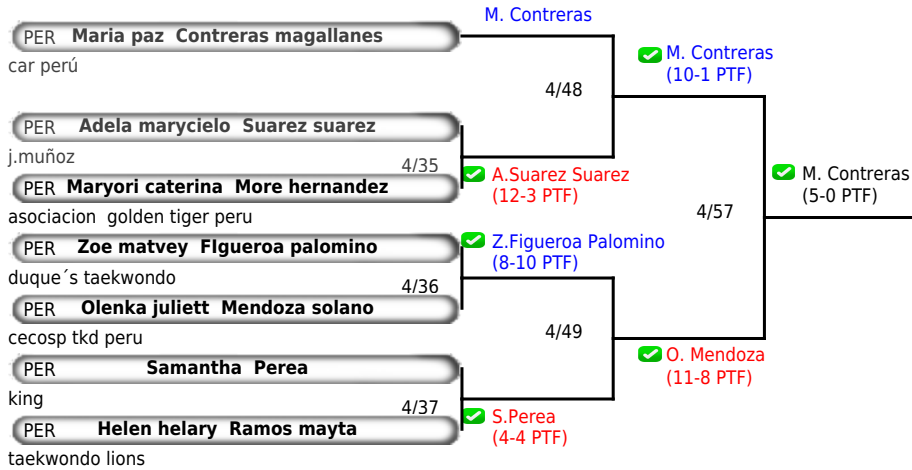 M. Contreras
PER Maria paz Contreras magallanes
car perú
M. Contreras
(10-1 PTF)
4/48
PER Adela marycielo Suarez suarez
j.muñoz
4/35
PER Maryori caterina More hernandez
asociacion golden tiger peru
A.Suarez Suarez
(12-3 PTF)
M. Contreras
(5-0 PTF)
4/57
PER Zoe matvey FIgueroa palomino
duque´s taekwondo
Z.Figueroa Palomino
(8-10 PTF)
4/36
PER Olenka juliett Mendoza solano
cecosp tkd peru
4/49
O. Mendoza
(11-8 PTF)
PER Samantha Perea
king
4/37
PER Helen helary Ramos mayta
taekwondo lions
S.Perea
(4-4 PTF)